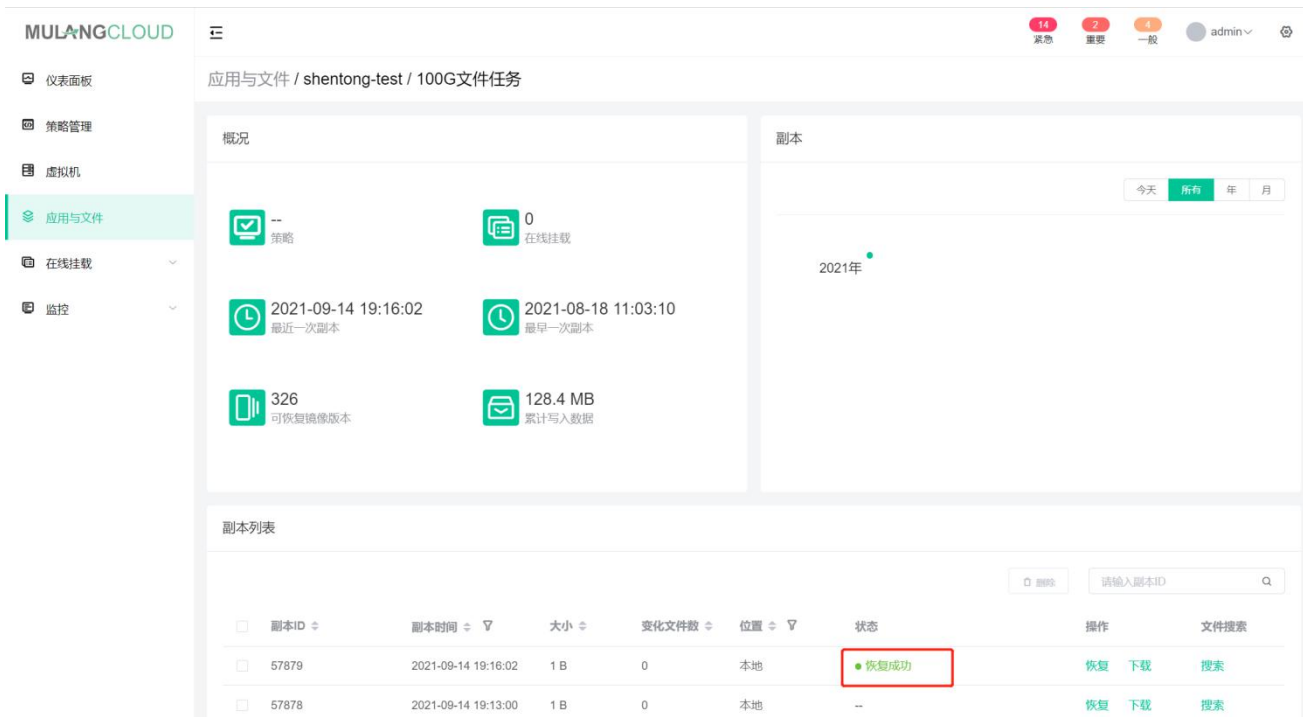 MULANGCLOUD
14 紧急
2 重要
4 一般
admin
仪表面板
策略管理
虚拟机
应用与文件
在线挂载
监控
应用与文件 / shentong-test / 100G文件任务
概况
--
策略
0
在线挂载
2021-09-14 19:16:02
最近一次副本
2021-08-18 11:03:10
最早一次副本
326
可恢复镜像版本
128.4 MB
累计写入数据
副本
今天 所有 年 月
2021年
副本列表
删除 请输入副本ID
副本ID 副本时间 大小 变化文件数 位置 状态 操作 文件搜索
57879 2021-09-14 19:16:02 1 B 0 本地 恢复成功 恢复 下载 搜索
57878 2021-09-14 19:13:00 1 B 0 本地 -- 恢复 下载 搜索